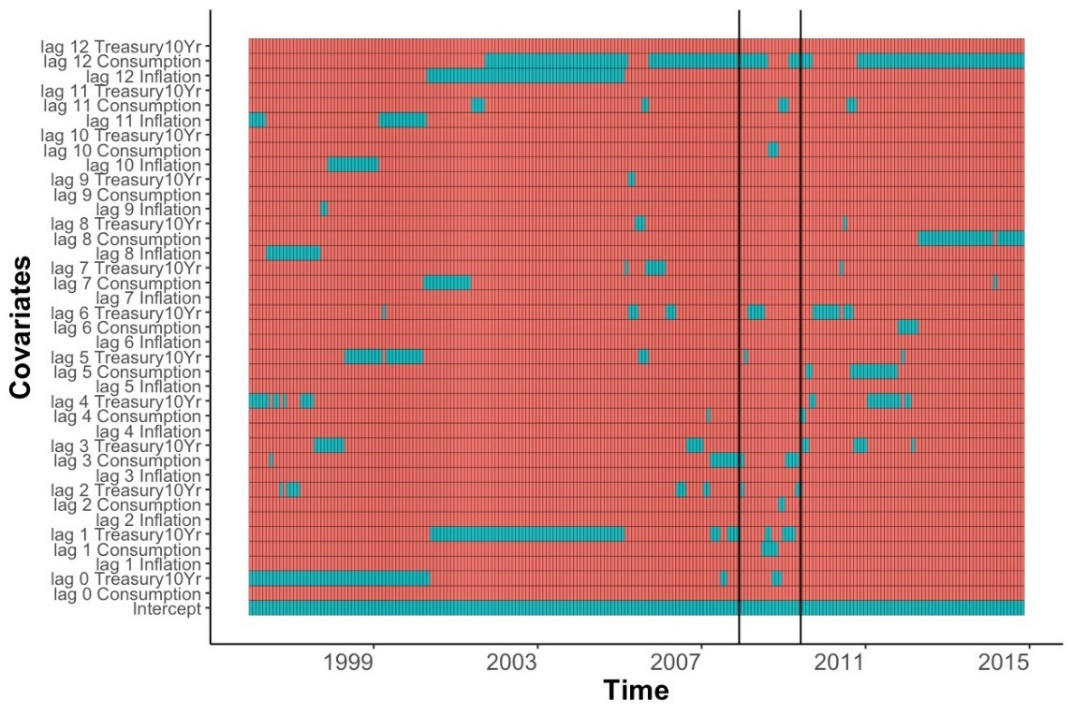 Covariates
lag 12 Treasury10Yr
lag 12 Consumption
lag 12 Inflation
lag 11 Treasury10Yr
lag 11 Consumption
lag 11 Inflation
lag 10 Treasury10Yr
lag 10 Consumption
lag 10 Inflation
lag 9 Treasury10Yr
lag 9 Consumption
lag 9 Inflation
lag 8 Treasury10Yr
lag 8 Consumption
lag 8 Inflation
lag 7 Treasury10Yr
lag 7 Consumption
lag 7 Inflation
lag 6 Treasury10Yr
lag 6 Consumption
lag 6 Inflation
lag 5 Treasury10Yr
lag 5 Consumption
lag 5 Inflation
lag 4 Treasury10Yr
lag 4 Consumption
lag 4 Inflation
lag 3 Treasury10Yr
lag 3 Consumption
lag 3 Inflation
lag 2 Treasury10Yr
lag 2 Consumption
lag 2 Inflation
lag 1 Treasury10Yr
lag 1 Consumption
lag 1 Inflation
lag 0 Treasury10Yr
lag 0 Consumption
Intercept
1999 2003 2007 2011 2015
Time